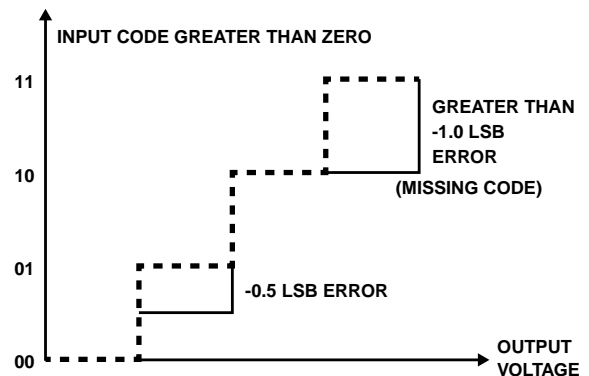 INPUT CODE GREATER THAN ZERO
11
GREATER THAN
-1.0 LSB
ERROR
10
(MISSING CODE)
01
-0.5 LSB ERROR
00
OUTPUT
VOLTAGE